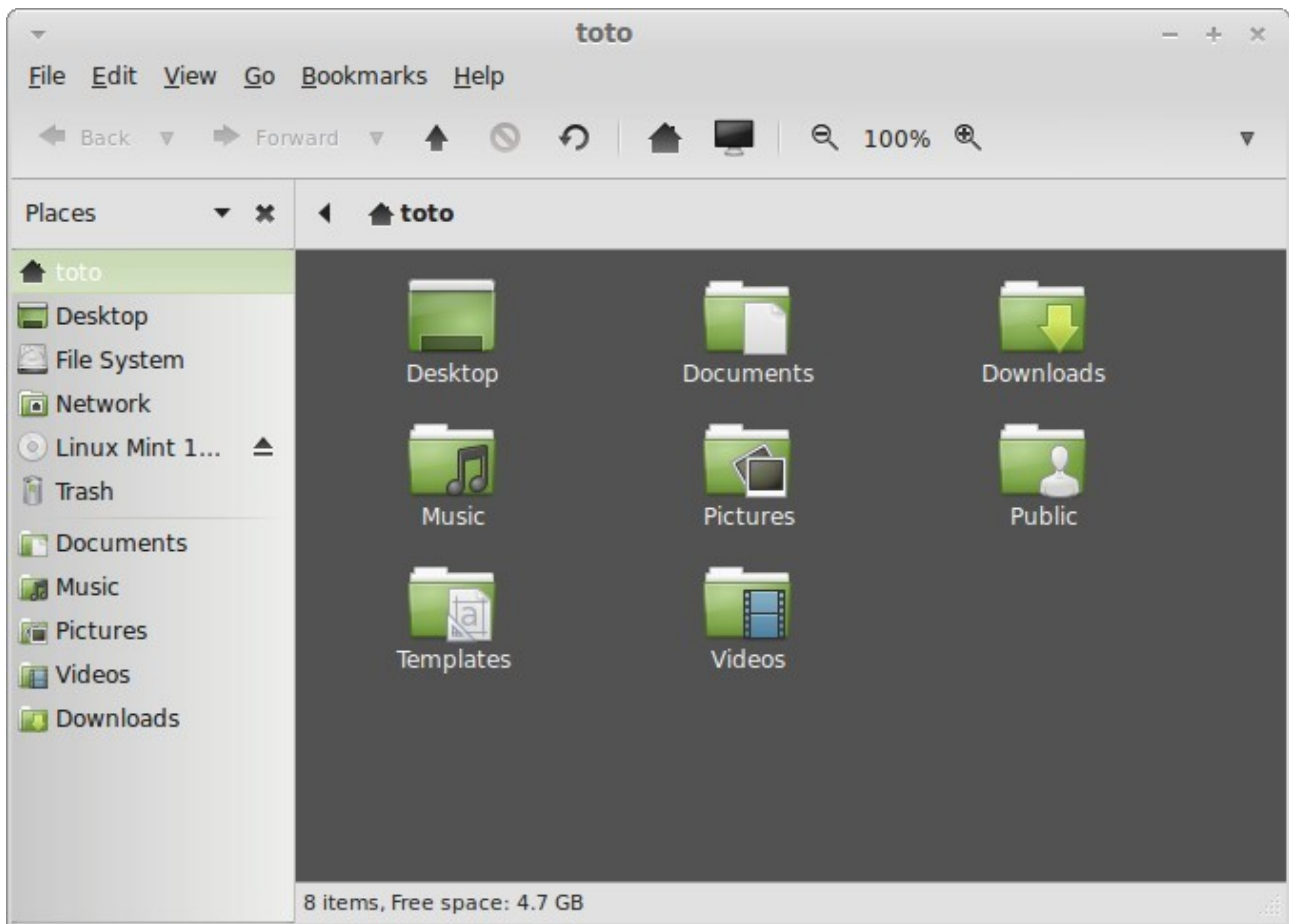 toto
File Edit View Go Bookmarks Help
Back Forward 100%
Places
toto
toto
Desktop
File System
Network
Linux Mint 1...
Trash
Documents
Music
Pictures
Videos
Downloads
Desktop Documents Downloads
Music Pictures Public
a
Templates Videos
8 items, Free space: 4.7 GB